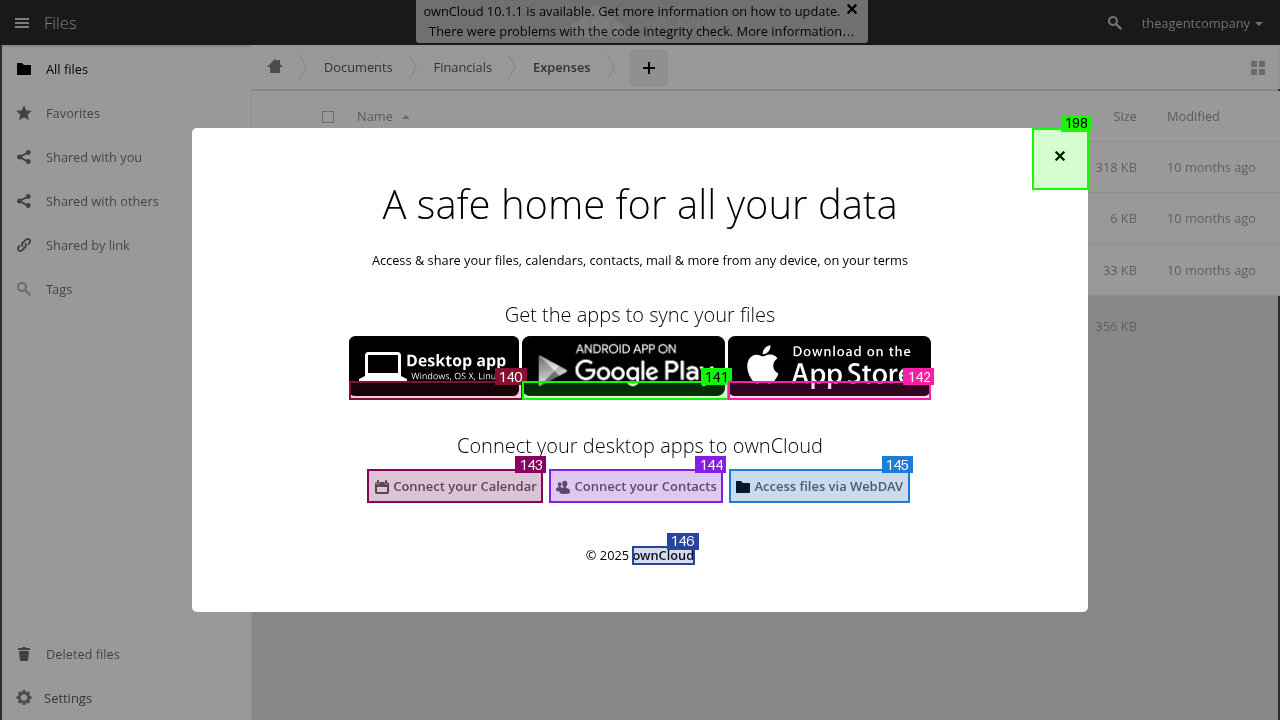 ownCloud 10.1.1 is available. Get more information on how to update.
There were problems with the code integrity check. More information…
Files
theagentcompany
All files
Favorites
Shared with you
Shared with others
Shared by link
Tags
Deleted files
Settings
Documents
Financials
Expenses
Name
Size
Modified
318 KB
10 months ago
6 KB
10 months ago
33 KB
10 months ago
356 KB
198
A safe home for all your data
Access & share your files, calendars, contacts, mail & more from any device, on your terms
Get the apps to sync your files
Desktop app
Windows, OS X,
140
ANDROID APP ON
Google Play
141
Download on the
App Store
142
Connect your desktop apps to ownCloud
143
144
145
Connect your Calendar
Connect your Contacts
Access files via WebDAV
146
© 2025 ownCloud